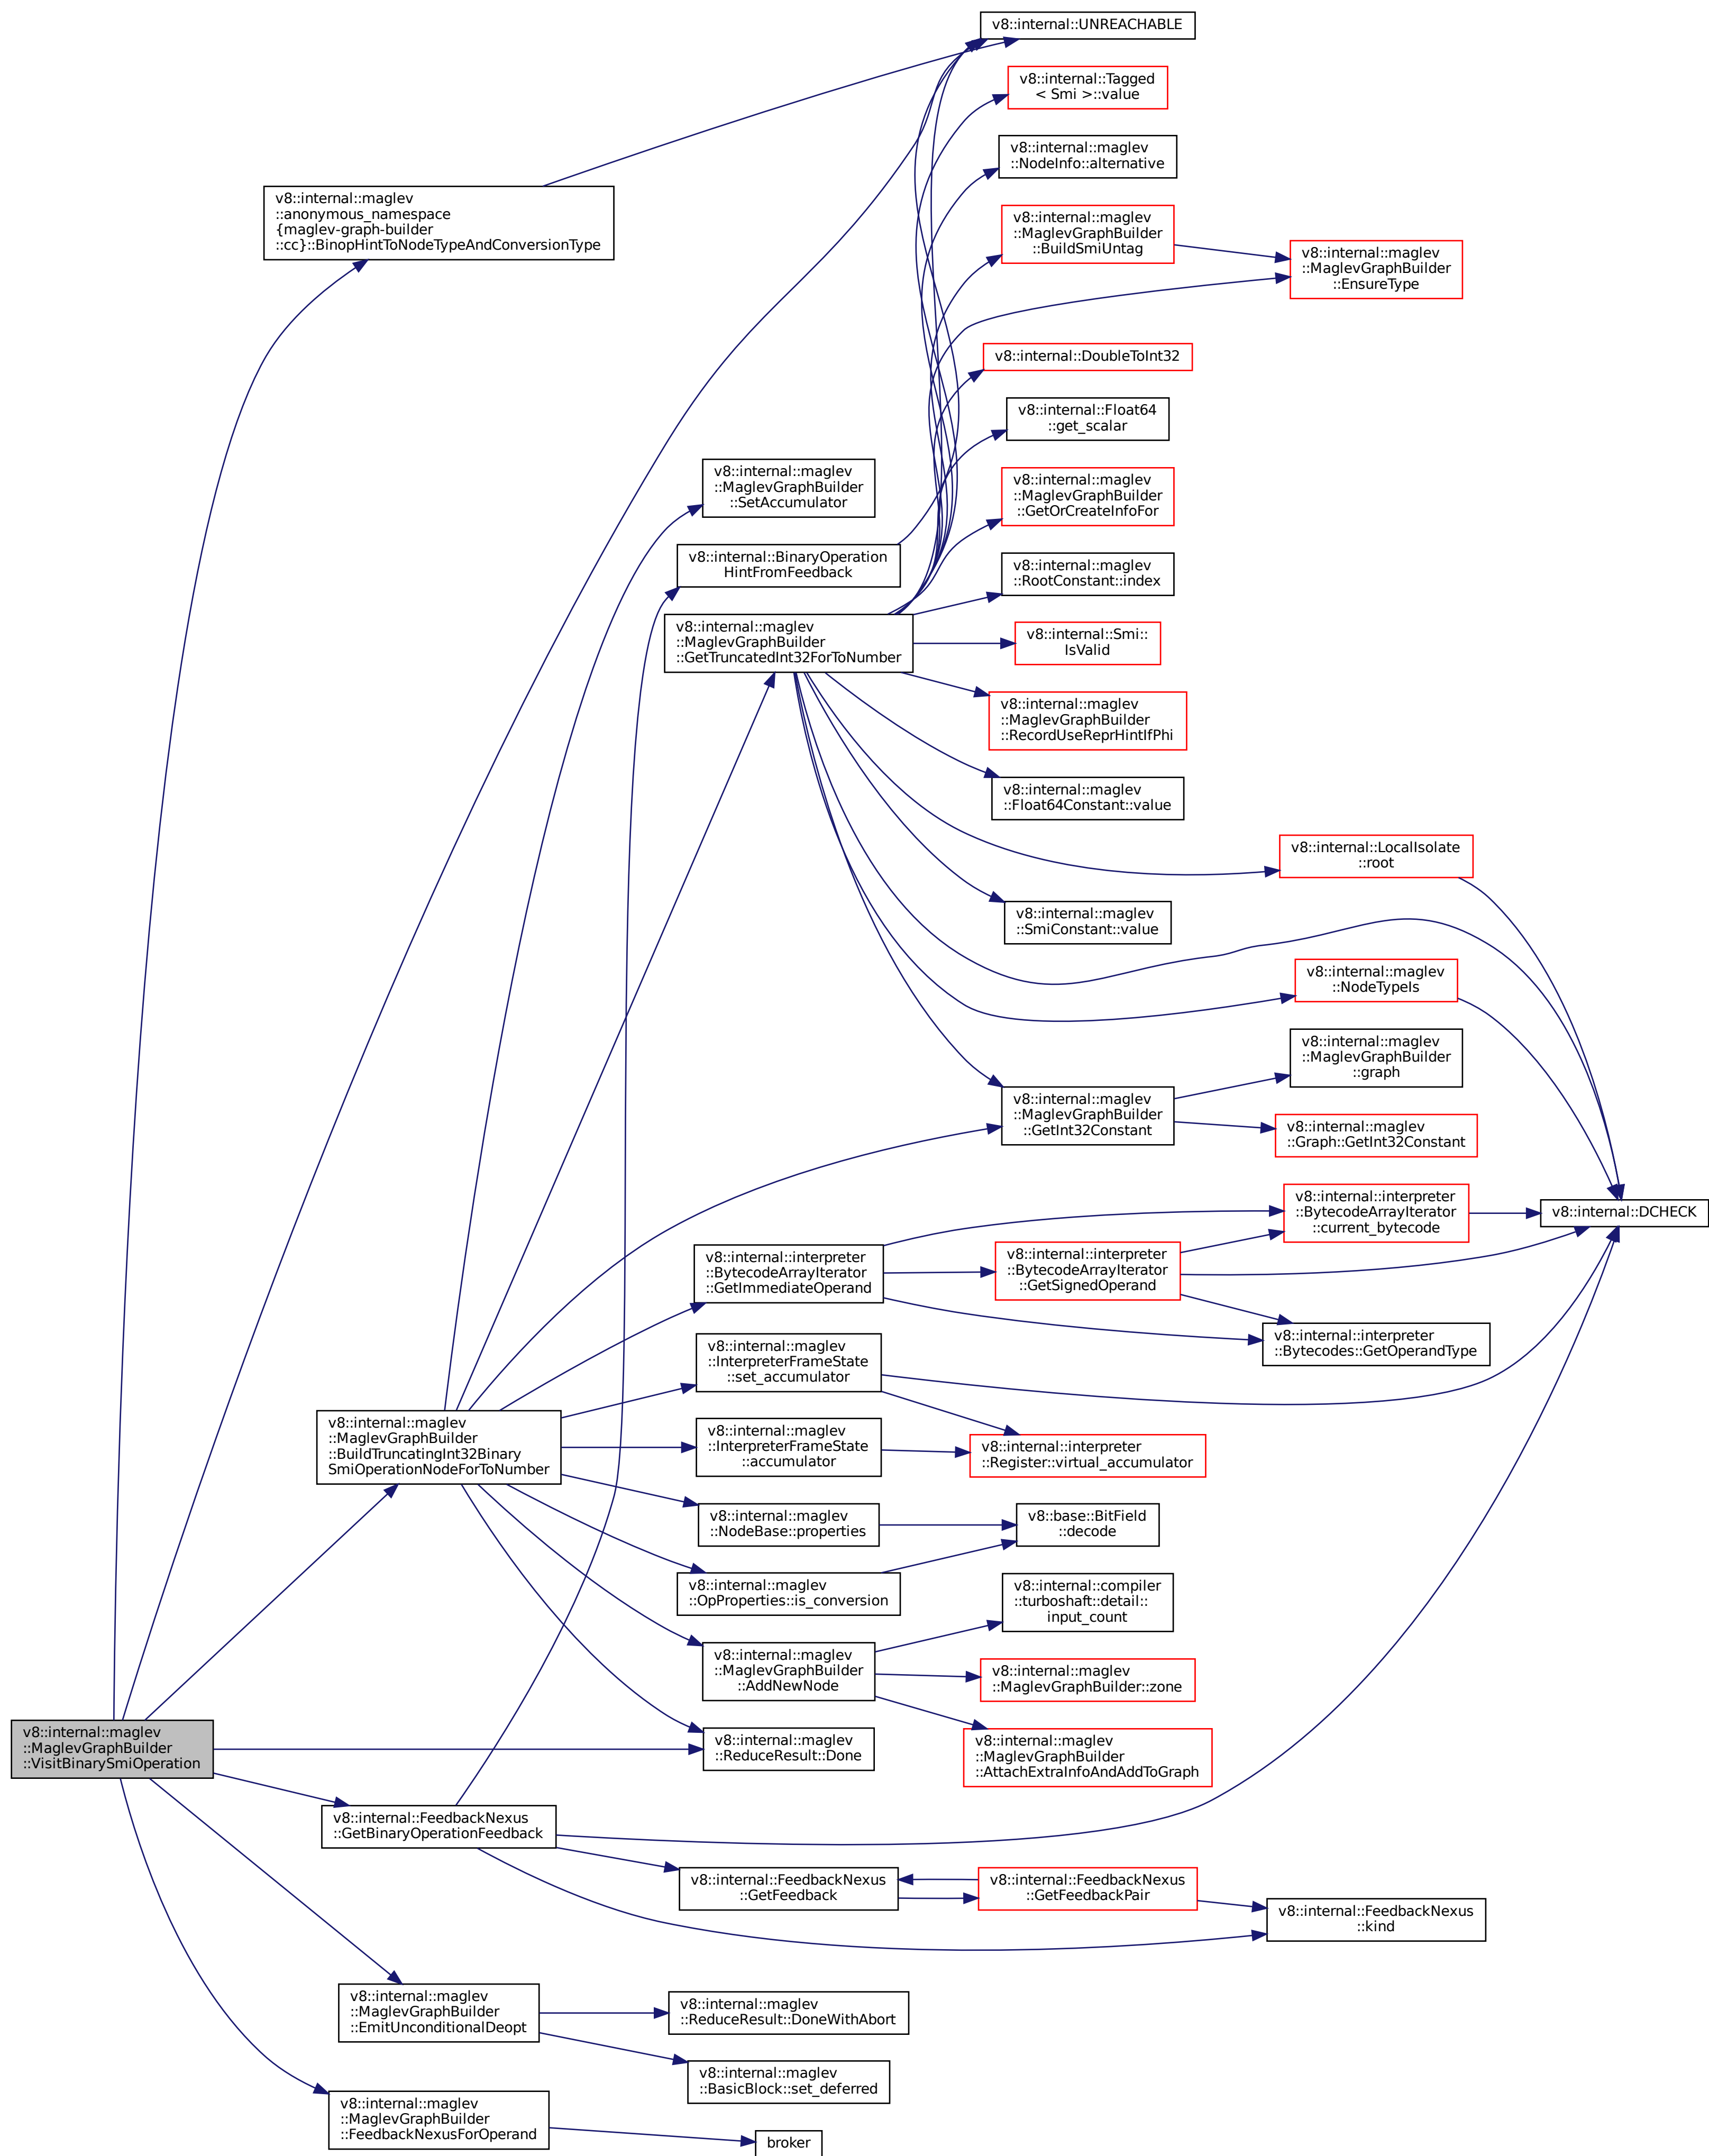 v8::internal::UNREACHABLE
v8::internal::Tagged
< Smi >::value
v8::internal::maglev
::NodeInfo::alternative
v8::internal::maglev
::anonymous_namespace
{maglev-graph-builder
::cc}::BinopHintToNodeTypeAndConversionType
v8::internal::maglev
::MaglevGraphBuilder
::BuildSmiUntag
v8::internal::maglev
::MaglevGraphBuilder
::EnsureType
v8::internal::DoubleToInt32
v8::internal::Float64
::get_scalar
v8::internal::maglev
::MaglevGraphBuilder
::SetAccumulator
v8::internal::maglev
::MaglevGraphBuilder
::GetOrCreateInfoFor
v8::internal::BinaryOperation
HintFromFeedback
v8::internal::maglev
::RootConstant::index
v8::internal::maglev
::MaglevGraphBuilder
::GetTruncatedInt32ForToNumber
v8::internal::Smi::
IsValid
v8::internal::maglev
::MaglevGraphBuilder
::RecordUseReprHintIfPhi
v8::internal::maglev
::Float64Constant::value
v8::internal::LocalIsolate
::root
v8::internal::maglev
::SmiConstant::value
v8::internal::maglev
::NodeTypeIs
v8::internal::maglev
::MaglevGraphBuilder
::graph
v8::internal::maglev
::MaglevGraphBuilder
::GetInt32Constant
v8::internal::maglev
::Graph::GetInt32Constant
v8::internal::interpreter
::BytecodeArrayIterator
::current_bytecode
v8::internal::DCHECK
v8::internal::interpreter
::BytecodeArrayIterator
::GetImmediateOperand
v8::internal::interpreter
::BytecodeArrayIterator
::GetSignedOperand
v8::internal::interpreter
::Bytecodes::GetOperandType
v8::internal::maglev
::InterpreterFrameState
::set_accumulator
v8::internal::maglev
::MaglevGraphBuilder
::BuildTruncatingInt32Binary
SmiOperationNodeForToNumber
v8::internal::maglev
::InterpreterFrameState
::accumulator
v8::internal::interpreter
::Register::virtual_accumulator
v8::internal::maglev
::NodeBase::properties
v8::base::BitField
::decode
v8::internal::maglev
::OpProperties::is_conversion
v8::internal::compiler
::turboshaft::detail::
input_count
v8::internal::maglev
::MaglevGraphBuilder
::AddNewNode
v8::internal::maglev
::MaglevGraphBuilder::zone
v8::internal::maglev
::MaglevGraphBuilder
::VisitBinarySmiOperation
v8::internal::maglev
::ReduceResult::Done
v8::internal::maglev
::MaglevGraphBuilder
::AttachExtraInfoAndAddToGraph
v8::internal::FeedbackNexus
::GetBinaryOperationFeedback
v8::internal::FeedbackNexus
::GetFeedback
v8::internal::FeedbackNexus
::GetFeedbackPair
v8::internal::FeedbackNexus
::kind
v8::internal::maglev
::MaglevGraphBuilder
::EmitUnconditionalDeopt
v8::internal::maglev
::ReduceResult::DoneWithAbort
v8::internal::maglev
::BasicBlock::set_deferred
v8::internal::maglev
::MaglevGraphBuilder
::FeedbackNexusForOperand
broker